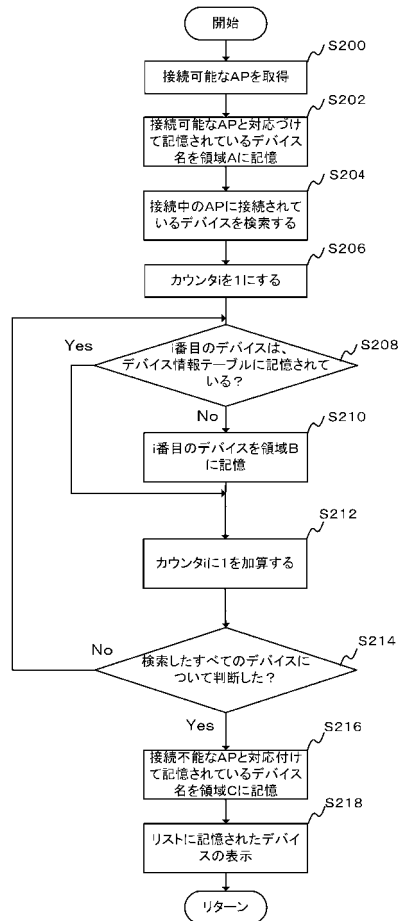 開始
S200
接続可能なAPを取得
S202
接続可能なAPと対応づけ
て記憶されているデバイス
名を領域Aに記憶
S204
接続中のAPに接続されて
いるデバイスを検索する
S206
カウンタiを1にする
Yes
i番目のデバイスは、
デバイス情報テーブルに記憶されて
いる？
S208
No
S210
i番目のデバイスを領域B
に記憶
S212
カウンタiに1を加算する
No
S214
検索したすべてのデバイスに
ついて判断した？
Yes
S216
接続不能なAPと対応付け
て記憶されているデバイス
名を領域Cに記憶
S218
リストに記憶されたデバイ
スの表示
リターン